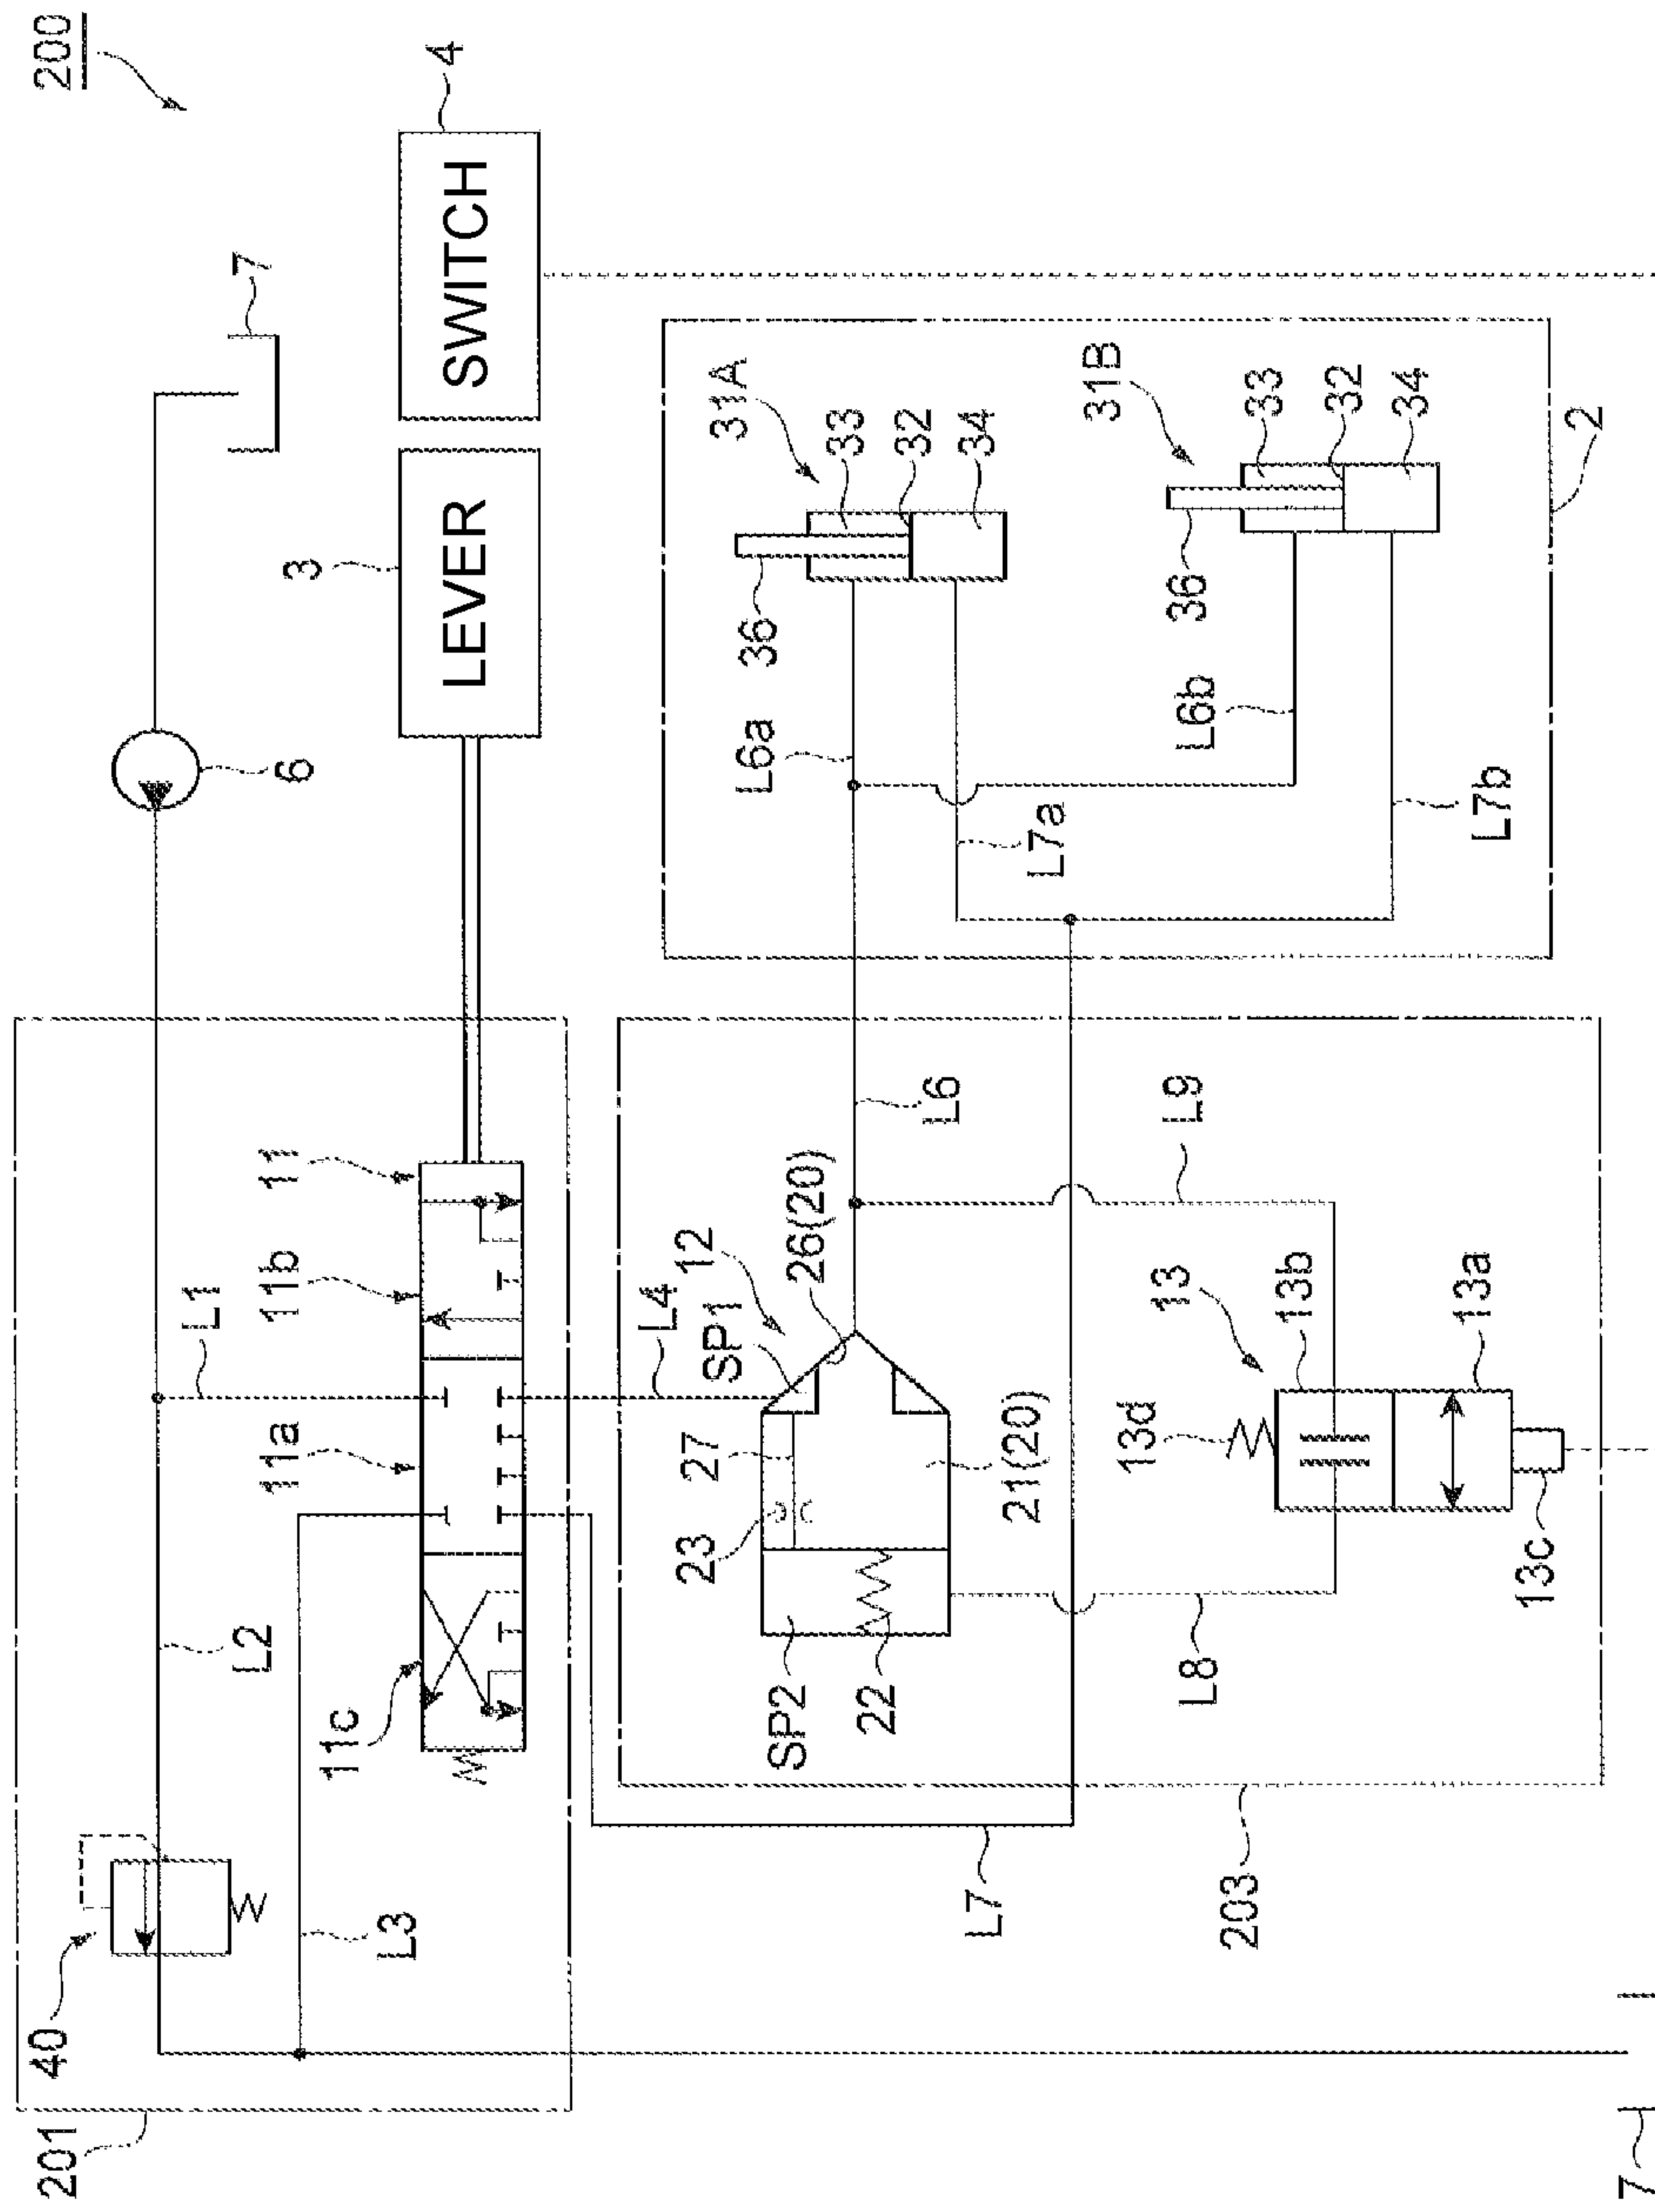 200
4
SWITCH
7
LEVER
3
6
31A
33
32
34
36
31B
33
32
34
36
2
L6a
L6b
L7a
L7b
11
11b
11a
11c
L1
L2
L3
40
201
L4
12
SP1
26(20)
27
23
21(20)
SP2
22
L6
L9
13
13b
13a
13d
13c
L8
L7
203
7